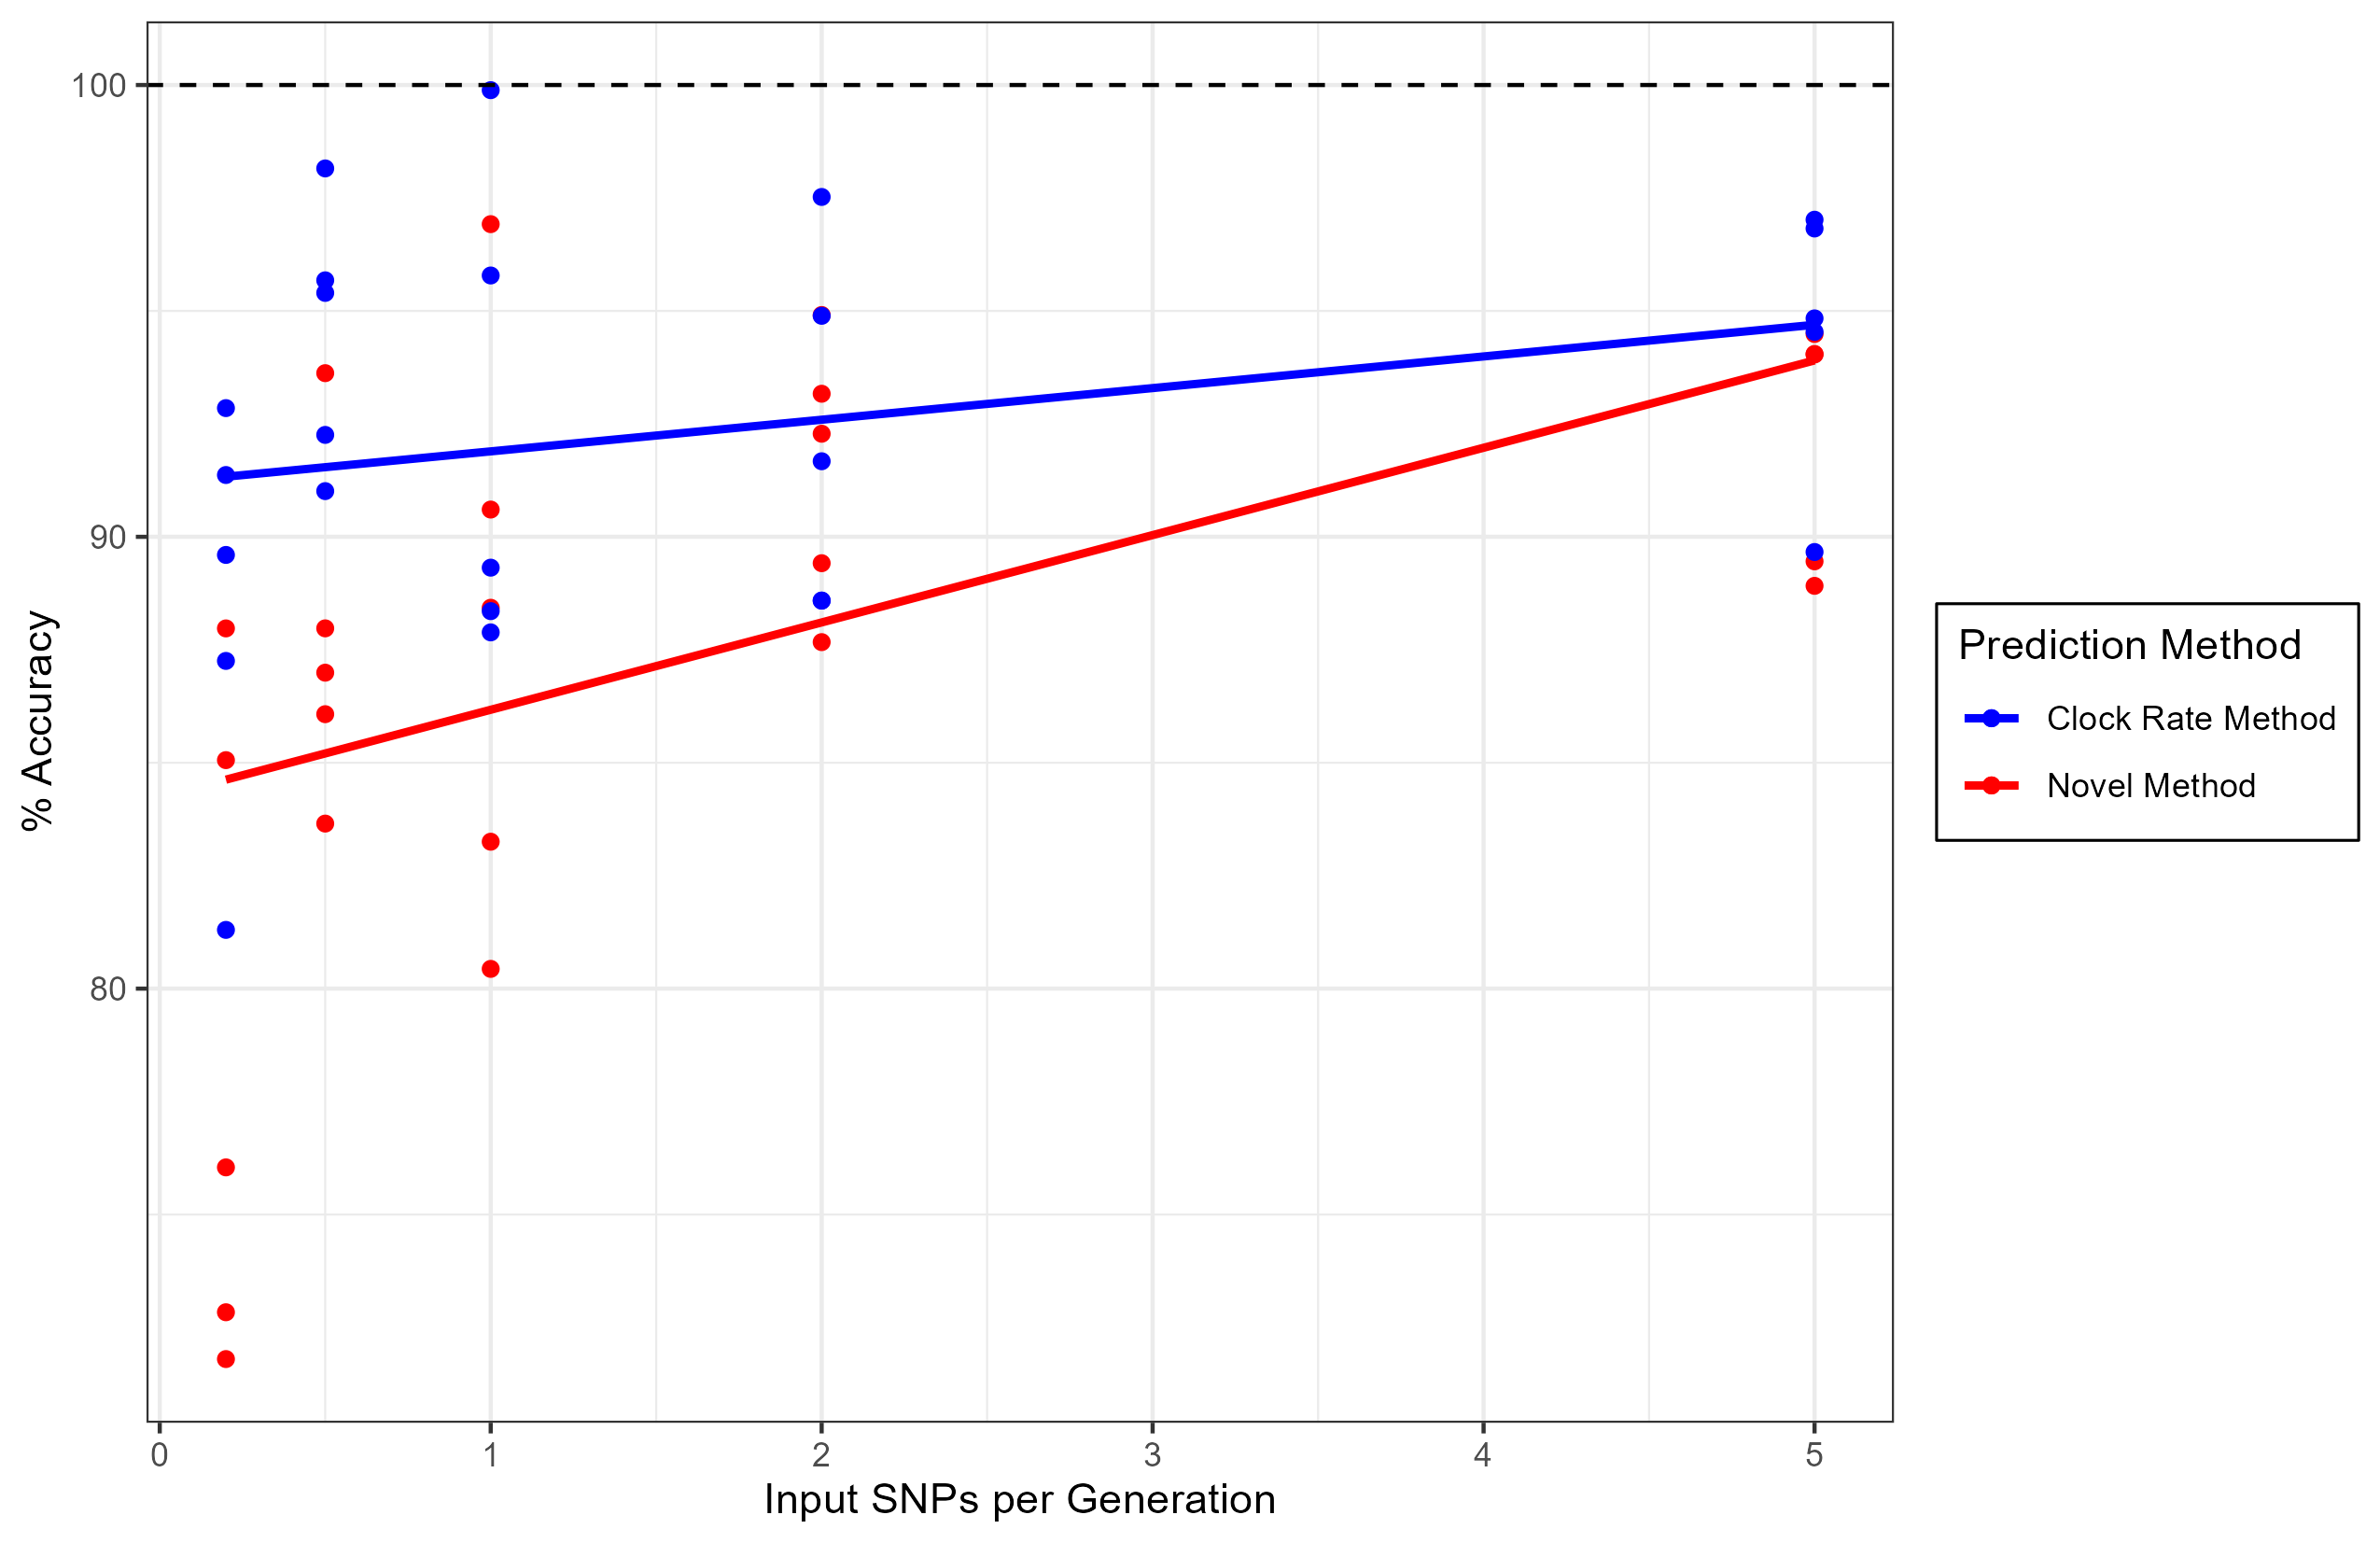 100
90
80
% Accuracy
0 1 2 3 4 5
Input SNPs per Generation
Prediction Method
Clock Rate Method
Novel Method